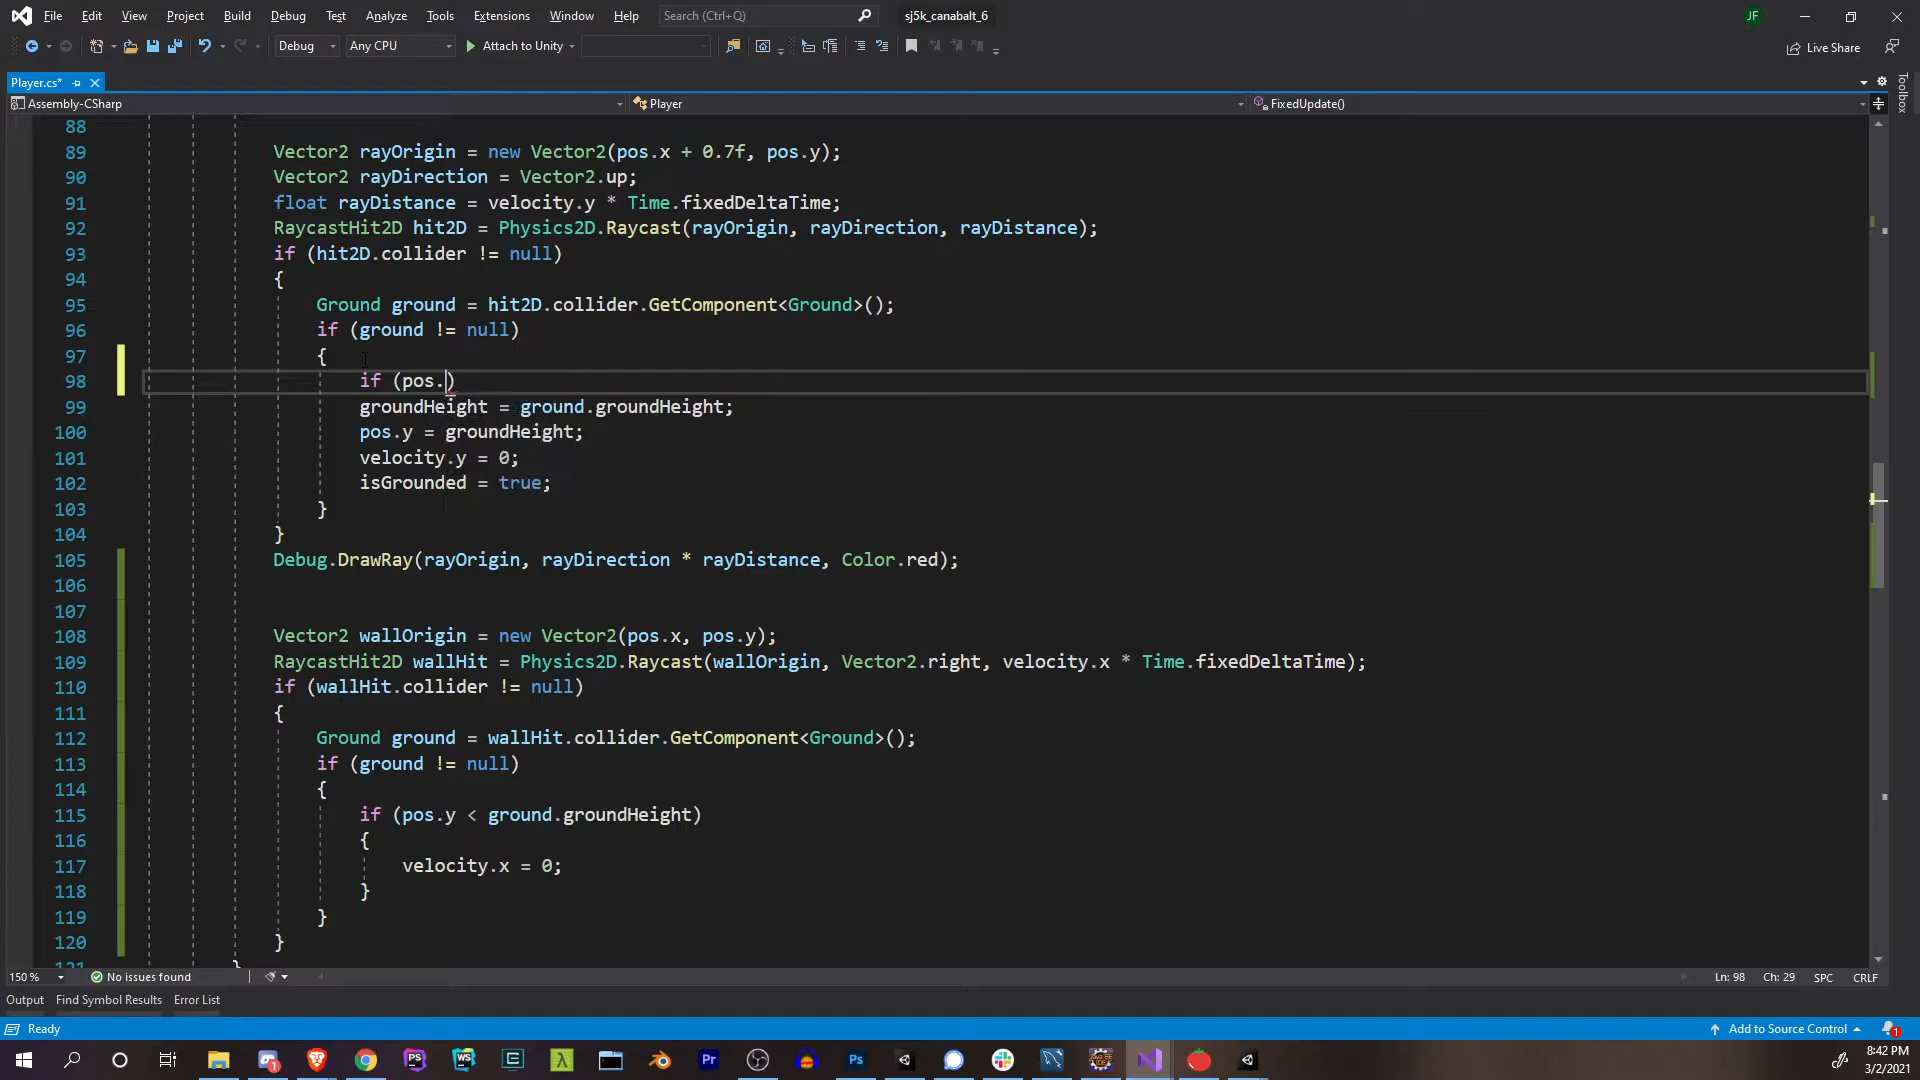 File Edit View Project Build Debug Test Analyze Tools Extensions Window Help Search (Ctrl+Q) sj5k_canabalt_6 JF
Debug Any CPU Attach to Unity Live Share
Player.cs* Toolbox
Assembly-CSharp Player FixedUpdate()
88
89 Vector2 rayOrigin = new Vector2(pos.x + 0.7f, pos.y);
90 Vector2 rayDirection = Vector2.up;
91 float rayDistance = velocity.y * Time.fixedDeltaTime;
92 RaycastHit2D hit2D = Physics2D.Raycast(rayOrigin, rayDirection, rayDistance);
93 if (hit2D.collider != null)
94 {
95 Ground ground = hit2D.collider.GetComponent<Ground>();
96 if (ground != null)
97 {
98 if (pos.)
99 groundHeight = ground.groundHeight;
100 pos.y = groundHeight;
101 velocity.y = 0;
102 isGrounded = true;
103 }
104 }
105 Debug.DrawRay(rayOrigin, rayDirection * rayDistance, Color.red);
106
107
108 Vector2 wallOrigin = new Vector2(pos.x, pos.y);
109 RaycastHit2D wallHit = Physics2D.Raycast(wallOrigin, Vector2.right, velocity.x * Time.fixedDeltaTime);
110 if (wallHit.collider != null)
111 {
112 Ground ground = wallHit.collider.GetComponent<Ground>();
113 if (ground != null)
114 {
115 if (pos.y < ground.groundHeight)
116 {
117 velocity.x = 0;
118 }
119 }
120 }
121 }
150 % No issues found Ln: 98 Ch: 29 SPC CRLF
Output Find Symbol Results Error List
Ready Add to Source Control 1
8:42 PM
3/2/2021